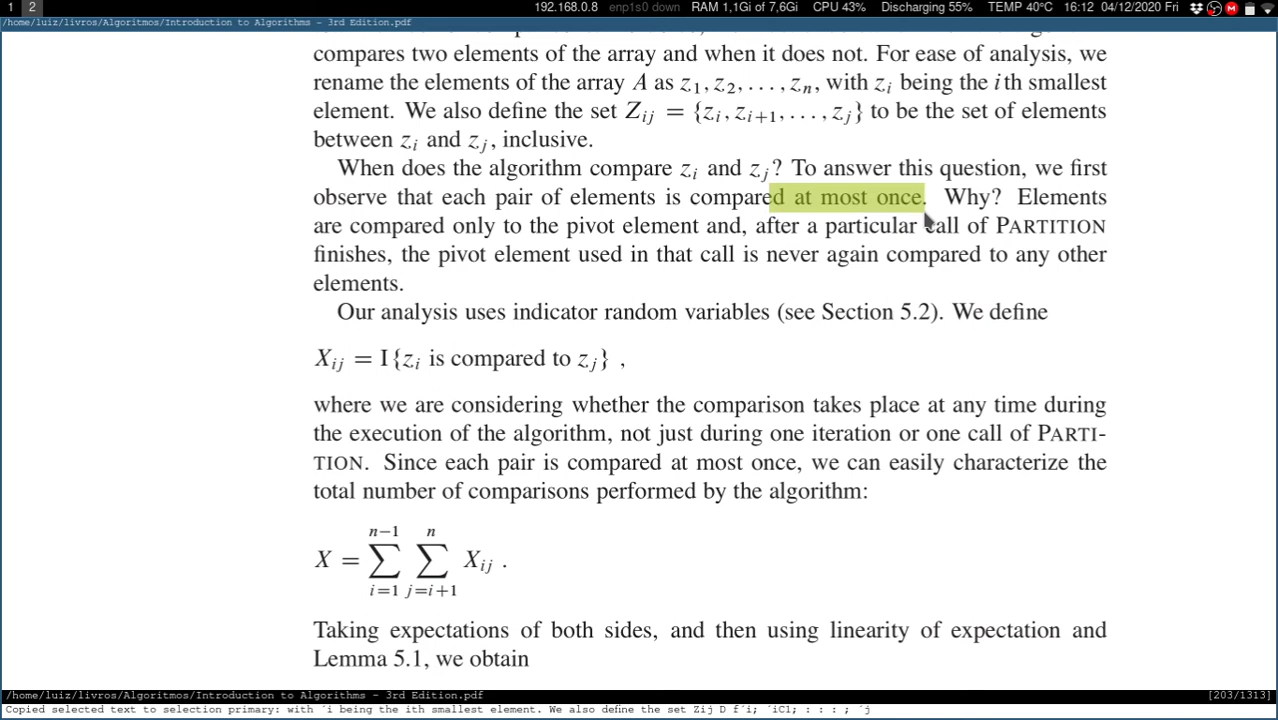 1 2 192.168.0.8 enp1s0 down RAM 1,1Gi of 7,6Gi CPU 43% Discharging 55% TEMP 40°C 16:12 04/12/2020 Fri
/home/luiz/livros/Algoritmos/Introduction to Algorithms - 3rd Edition.pdf
compares two elements of the array and when it does not. For ease of analysis, we
rename the elements of the array A as z₁, z₂, . . . , zₙ, with zᵢ being the i th smallest
element. We also define the set Zᵢⱼ = {zᵢ, zᵢ₊₁, . . . , zⱼ} to be the set of elements
between zᵢ and zⱼ, inclusive.
When does the algorithm compare zᵢ and zⱼ? To answer this question, we first
observe that each pair of elements is compared at most once. Why? Elements
are compared only to the pivot element and, after a particular call of PARTITION
finishes, the pivot element used in that call is never again compared to any other
elements.
Our analysis uses indicator random variables (see Section 5.2). We define
Xᵢⱼ = I{zᵢ is compared to zⱼ} ,
where we are considering whether the comparison takes place at any time during
the execution of the algorithm, not just during one iteration or one call of PARTI-
TION. Since each pair is compared at most once, we can easily characterize the
total number of comparisons performed by the algorithm:
n−1 n
X = ∑ ∑ Xᵢⱼ .
i=1 j=i+1
Taking expectations of both sides, and then using linearity of expectation and
Lemma 5.1, we obtain
/home/luiz/livros/Algoritmos/Introduction to Algorithms - 3rd Edition.pdf [203/1313]
Copied selected text to selection primary: with ´i being the ith smallest element. We also define the set Zij D f´i; ´iC1; : : : ; ´j